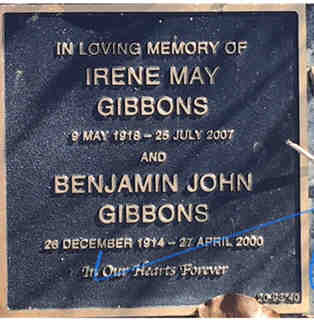 IN LOVING MEMORY OF
IRENE MAY
GIBBONS
9 MAY 1918 – 25 JULY 2007
AND
BENJAMIN JOHN
GIBBONS
26 DECEMBER 1914 – 27 APRIL 2000
In Our Hearts Forever